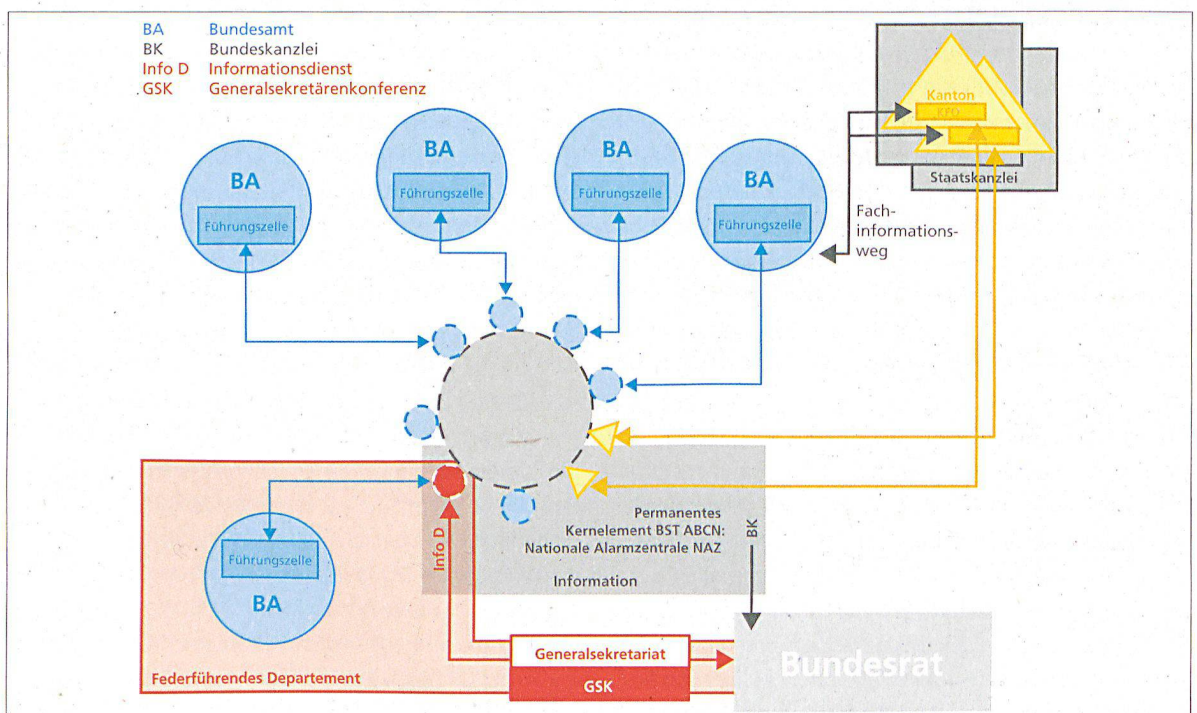 BA Bundesamt
BK Bundeskanzlei
Info D Informationsdienst
GSK Generalsekretärenkonferenz
Kanton
KFO
Staatskanzlei
BA
Führungszelle
BA
Führungszelle
BA
Führungszelle
BA
Führungszelle
Fach-
informations-
weg
Permanentes
Kernelement BST ABCN:
Nationale Alarmzentrale NAZ
Information
BK
Info D
Führungszelle
BA
Federführendes Departement
Generalsekretariat
GSK
Bundesrat